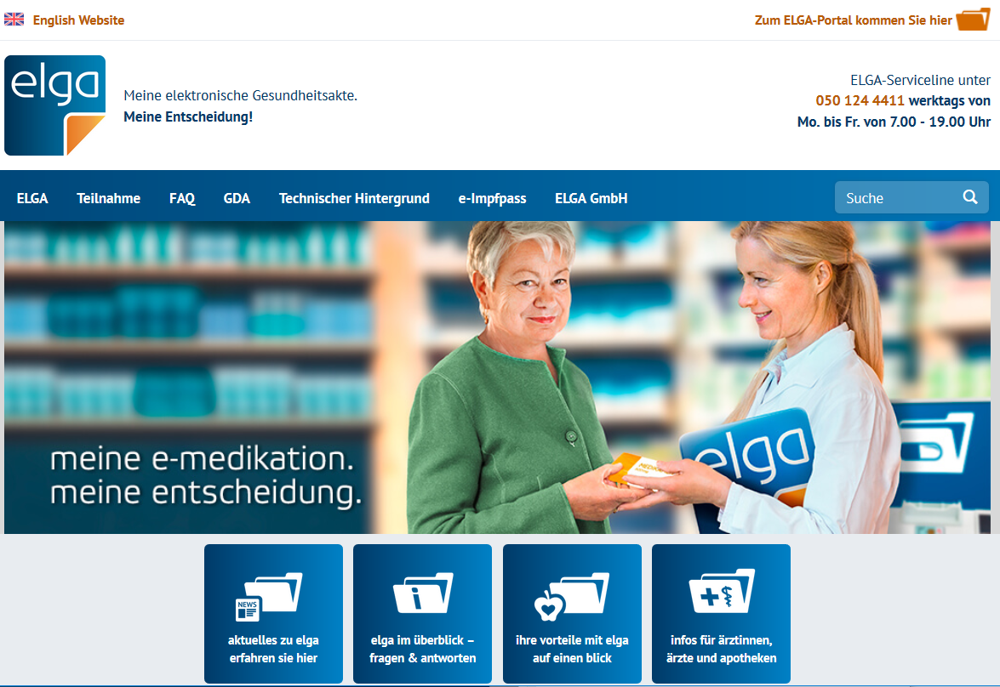 English Website
Zum ELGA-Portal kommen Sie hier
elga
Meine elektronische Gesundheitsakte.
Meine Entscheidung!
ELGA-Serviceline unter
050 124 4411 werktags von
Mo. bis Fr. von 7.00 - 19.00 Uhr
ELGA Teilnahme FAQ GDA Technischer Hintergrund e-Impfpass ELGA GmbH Suche
meine e-medikation.
meine entscheidung.
elga
NEWS
aktuelles zu elga
erfahren sie hier
i
elga im überblick –
fragen & antworten
ihre vorteile mit elga
auf einen blick
infos für ärztinnen,
ärzte und apotheken